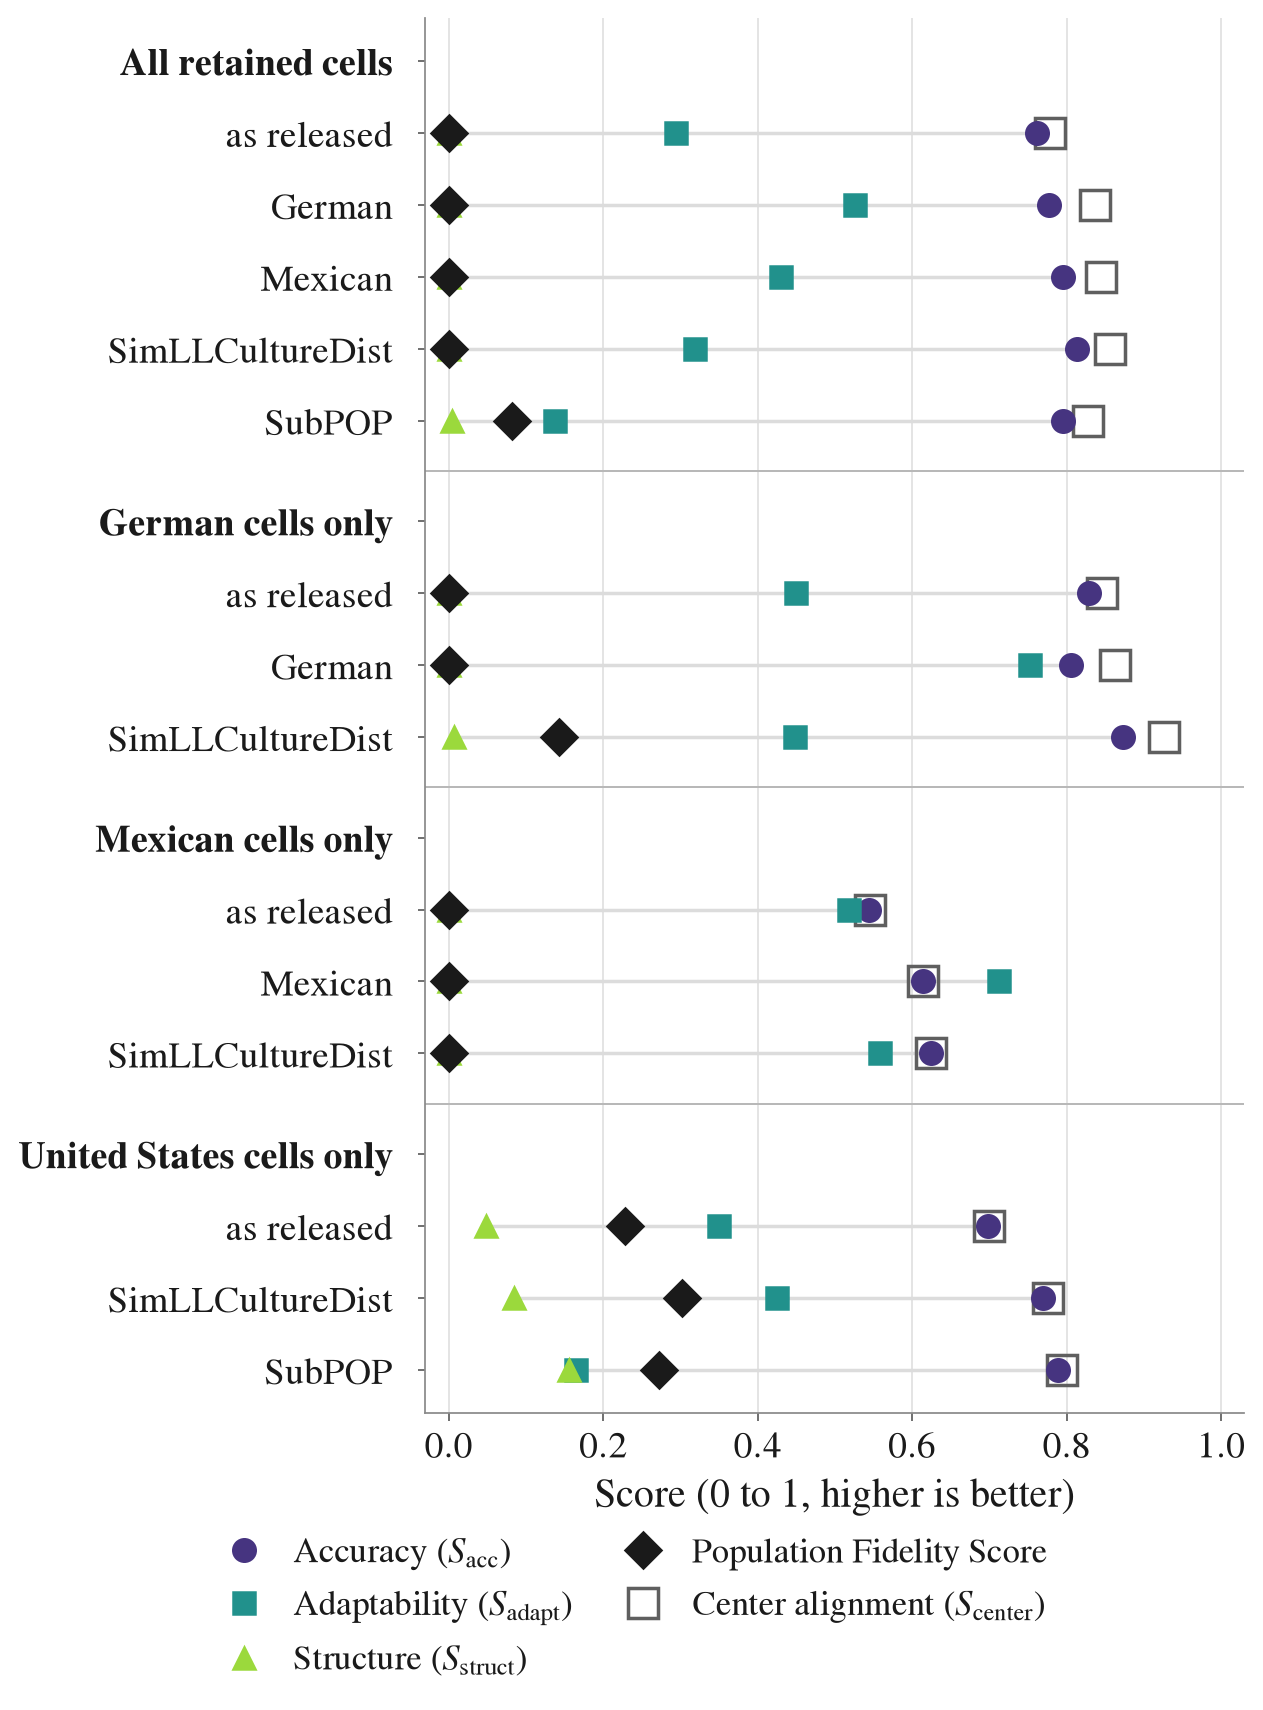 All retained cells
as released
German
Mexican
SimLLCultureDist
SubPOP
German cells only
as released
German
SimLLCultureDist
Mexican cells only
as released
Mexican
SimLLCultureDist
United States cells only
as released
SimLLCultureDist
SubPOP
0.0 0.2 0.4 0.6 0.8 1.0
Score (0 to 1, higher is better)
Accuracy (Sacc)
Adaptability (Sadapt)
Structure (Sstruct)
Population Fidelity Score
Center alignment (Scenter)